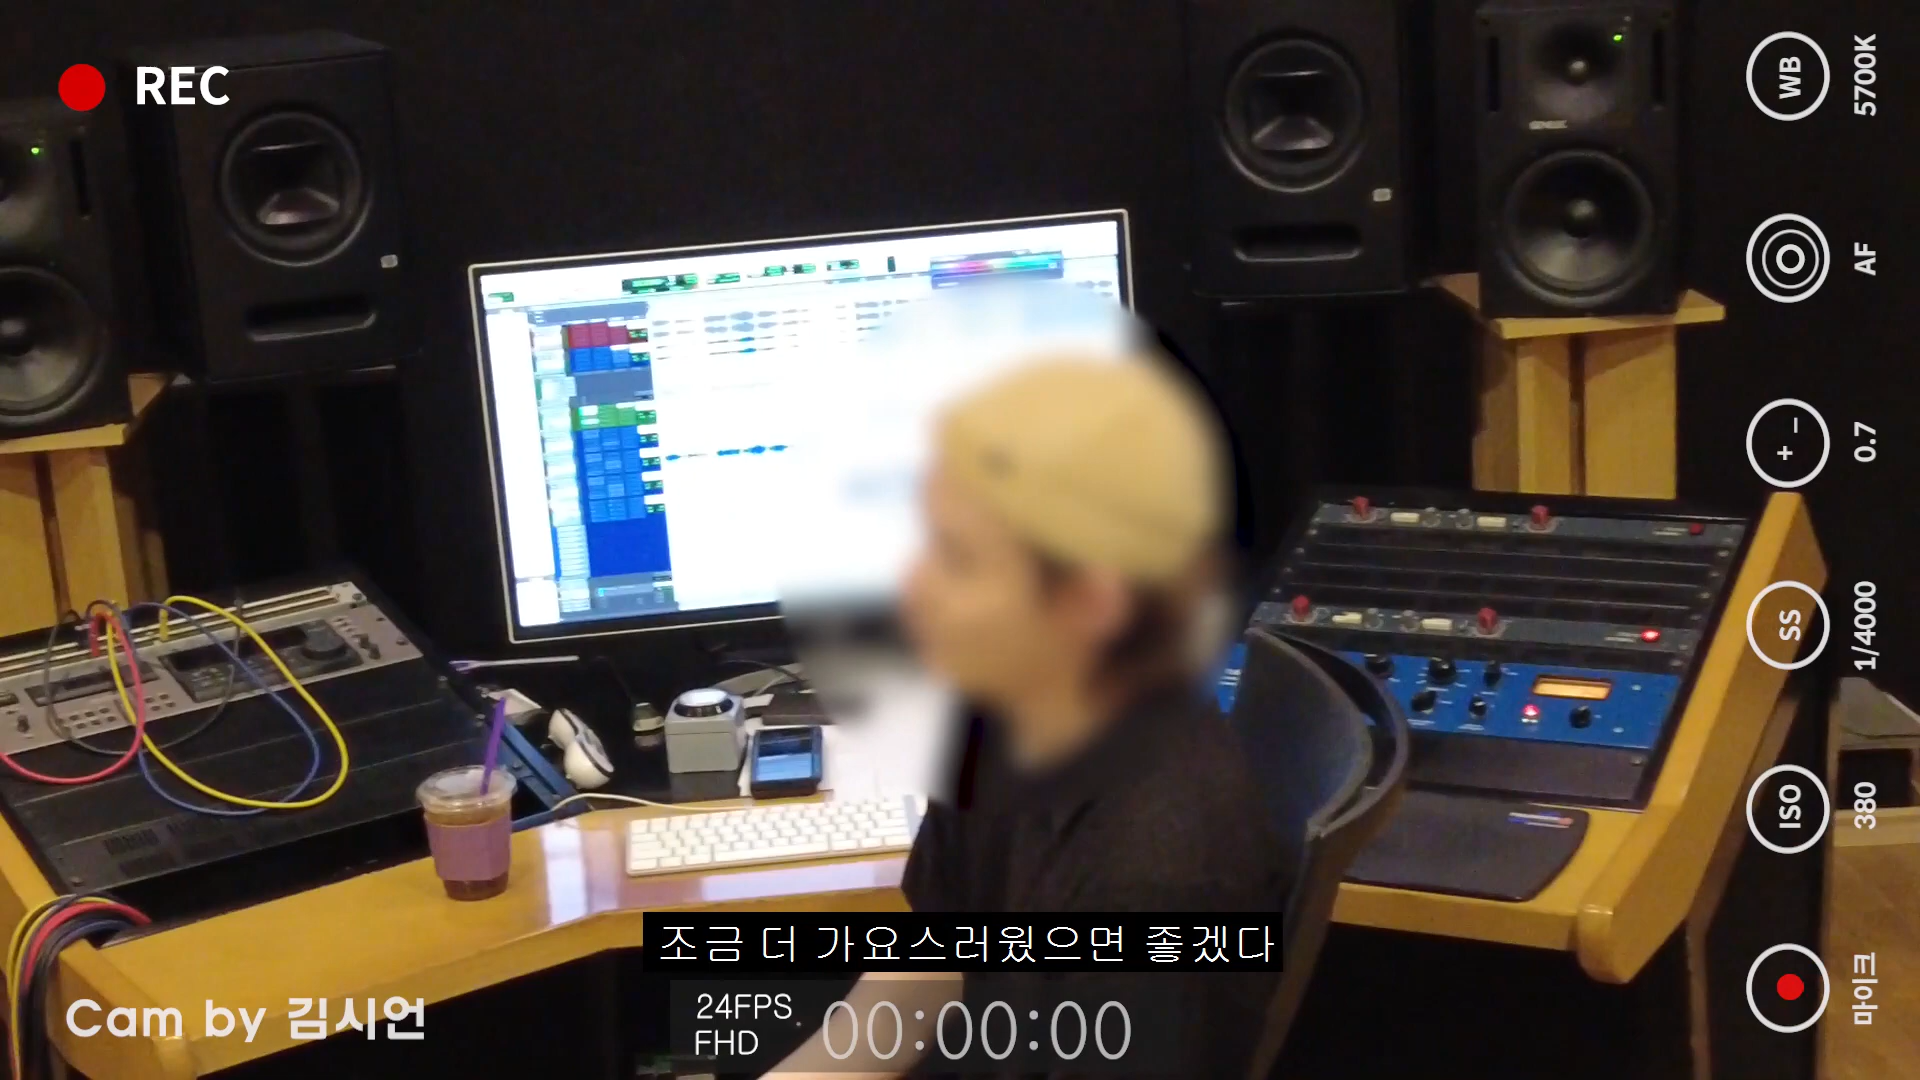 REC
WB
5700K
AF
+ -
0.7
SS
1/4000
ISO
380
마이크
조금 더 가요스러웠으면 좋겠다
Cam by 김시언
24FPS
FHD
00:00:00